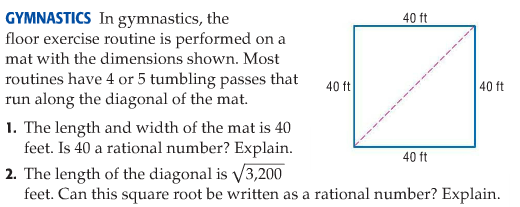 GYMNASTICS In gymnastics, the
floor exercise routine is performed on a
mat with the dimensions shown. Most
routines have 4 or 5 tumbling passes that
run along the diagonal of the mat.
40 ft
40 ft
40 ft
40 ft
1. The length and width of the mat is 40
feet. Is 40 a rational number? Explain.
2. The length of the diagonal is √3,200
feet. Can this square root be written as a rational number? Explain.